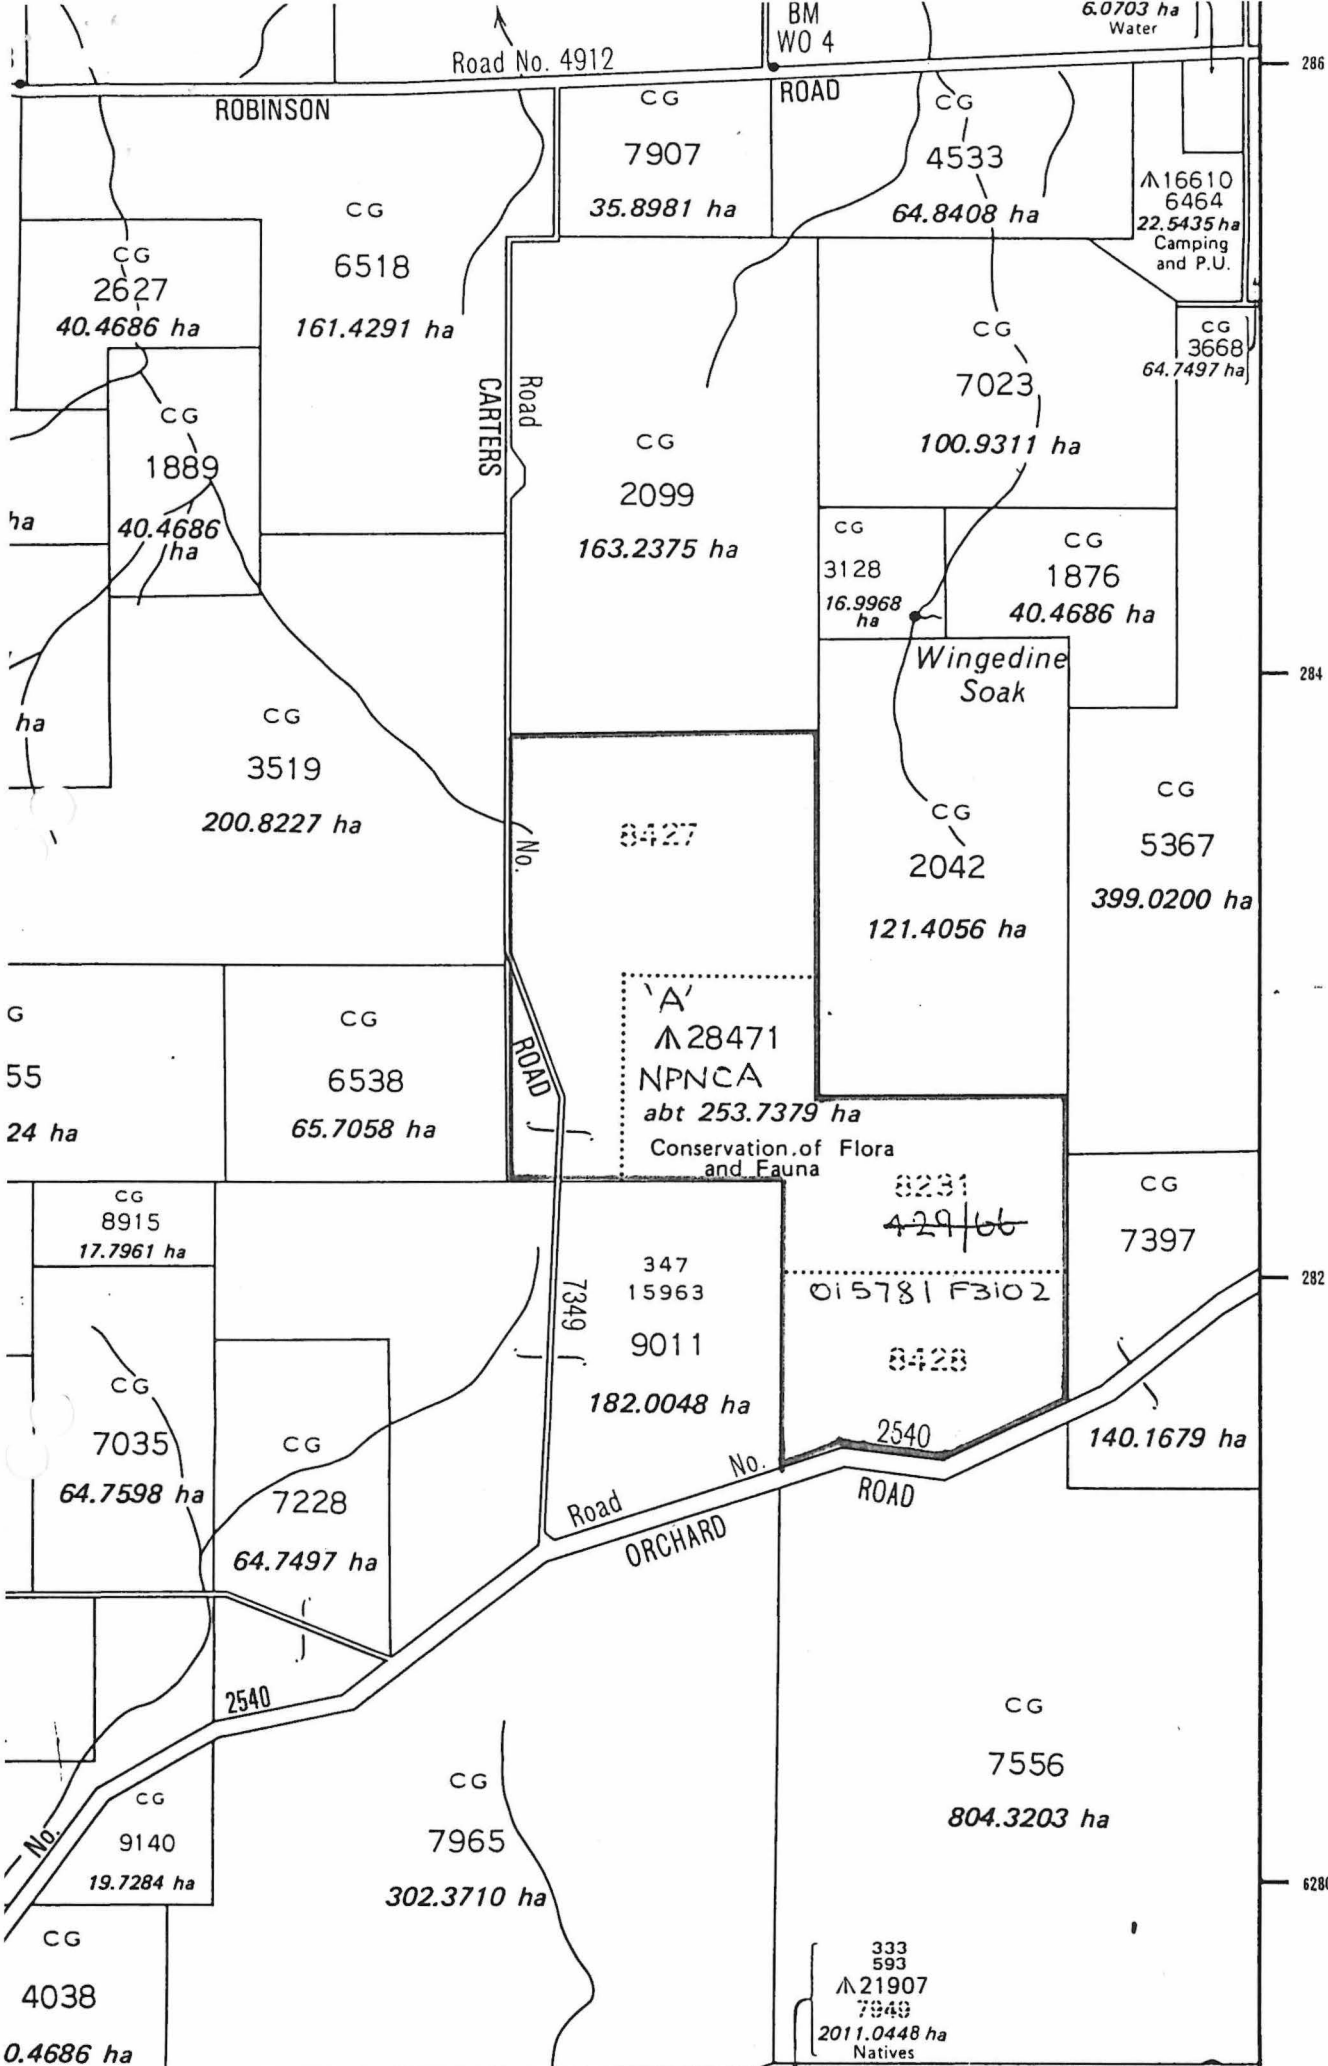 6.0703 ha
Water
BM
WO 4
286
Road No. 4912
ROBINSON
ROAD
CG
7907
35.8981 ha
CG
4533
64.8408 ha
16610
6464
22.5435 ha
Camping
and P.U.
CG
6518
161.4291 ha
CG
2627
40.4686 ha
CG
7023
100.9311 ha
CG
3668
64.7497 ha
Road
CARTERS
CG
1889
40.4686
ha
ha
CG
2099
163.2375 ha
CG
3128
16.9968
ha
CG
1876
40.4686 ha
Wingedine
Soak
284
ha
CG
3519
200.8227 ha
No.
8427
CG
2042
121.4056 ha
CG
5367
399.0200 ha
G
55
24 ha
CG
6538
65.7058 ha
ROAD
'A'
28471
NPNCA
abt 253.7379 ha
Conservation of Flora
and Fauna
8231
429/66
CG
7397
CG
8915
17.7961 ha
347
15963
9011
182.0048 ha
7349
015781 F3102
282
8428
CG
7035
64.7598 ha
CG
7228
64.7497 ha
140.1679 ha
2540
No.
Road
ROAD
ORCHARD
2540
CG
7556
804.3203 ha
CG
7965
302.3710 ha
No.
CG
9140
19.7284 ha
6280
CG
4038
0.4686 ha
333
593
21907
7949
2011.0448 ha
Natives